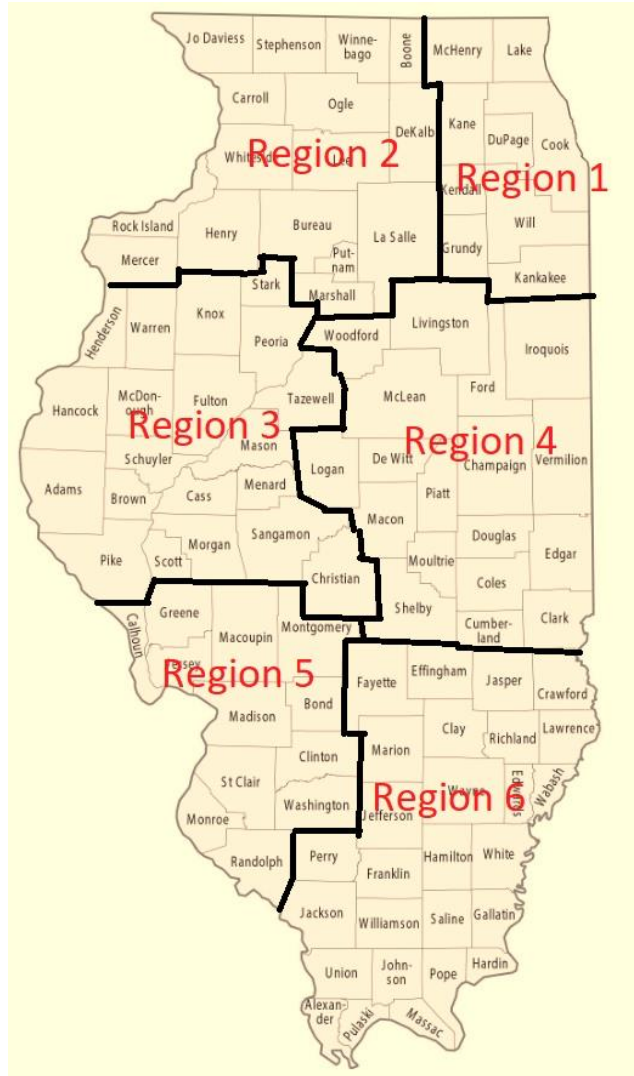 Jo Daviess
Stephenson
Winne-
bago
Boone
McHenry
Lake
Carroll
Ogle
DeKalb
Kane
DuPage
Cook
Whiteside
Lee
Region 2
Region 1
Kendall
Rock Island
Henry
Bureau
La Salle
Will
Mercer
Put-
nam
Grundy
Kankakee
Stark
Marshall
Henderson
Warren
Knox
Peoria
Woodford
Livingston
Iroquois
Hancock
McDon-
ough
Fulton
Tazewell
McLean
Ford
Region 3
Mason
Region 4
Schuyler
Logan
De Witt
Champaign
Vermilion
Adams
Brown
Cass
Menard
Piatt
Macon
Pike
Scott
Morgan
Sangamon
Douglas
Edgar
Christian
Moultrie
Coles
Shelby
Cumber-
land
Clark
Calhoun
Greene
Macoupin
Montgomery
Jersey
Region 5
Fayette
Effingham
Jasper
Crawford
Madison
Bond
Clay
Richland
Lawrence
Clinton
Marion
St Clair
Washington
Wayne
Edwards
Wabash
Region 6
Monroe
Jefferson
Randolph
Perry
Franklin
Hamilton
White
Jackson
Williamson
Saline
Gallatin
Union
John-
son
Pope
Hardin
Alexan-
der
Pulaski
Massac